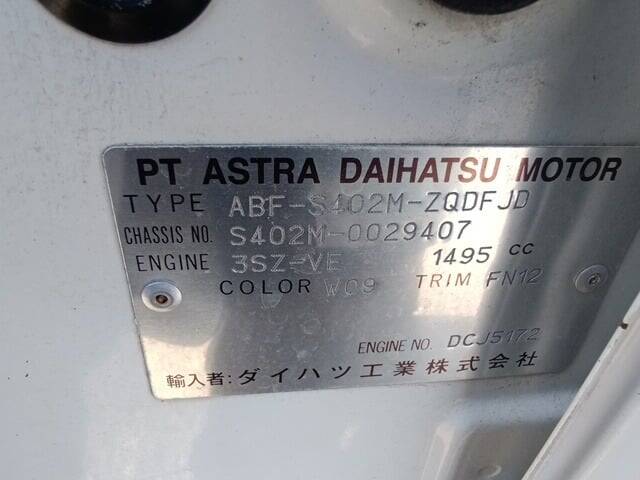 PT ASTRA DAIHATSU MOTOR
TYPE ABF-S402M-ZQDFJD
CHASSIS NO. S402M-0029407
ENGINE 3SZ-VE 1495 CC
COLOR W09 TRIM FN12
ENGINE NO. DCJ5172
輸入者: ダイハツ工業株式会社